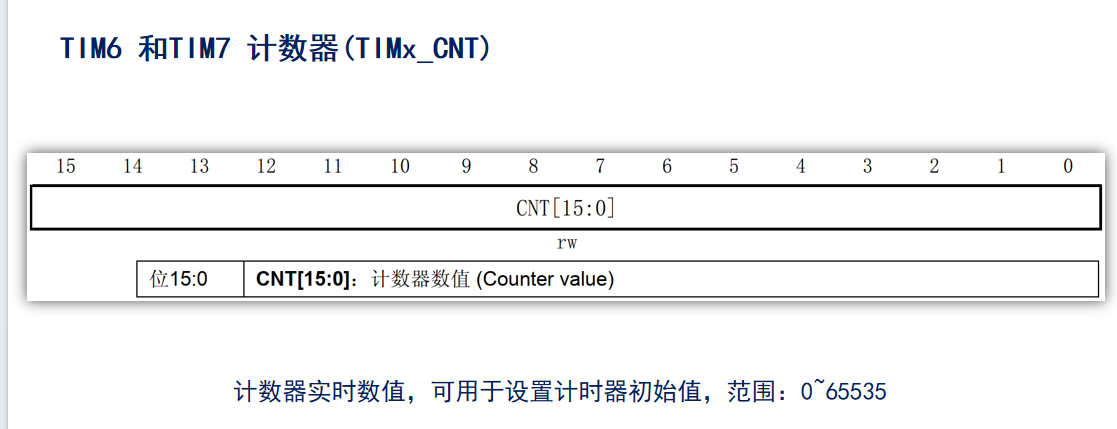 TIM6 和TIM7 计数器(TIMx_CNT)
15 14 13 12 11 10 9 8 7 6 5 4 3 2 1 0
CNT[15:0]
rw
位15:0 CNT[15:0]：计数器数值 (Counter value)
计数器实时数值，可用于设置计时器初始值，范围：0~65535